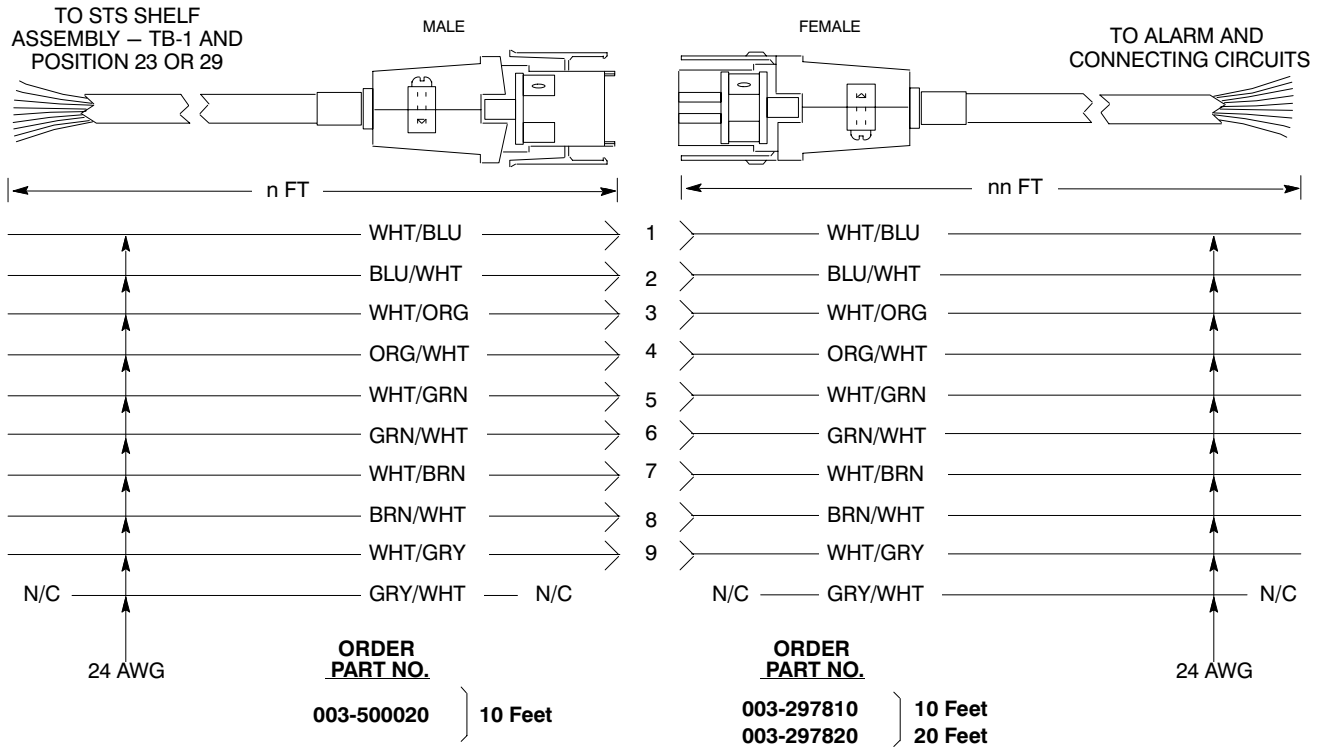 TO STS SHELF
ASSEMBLY – TB-1 AND
POSITION 23 OR 29
MALE
FEMALE
TO ALARM AND
CONNECTING CIRCUITS
n FT
nn FT
WHT/BLU 1 WHT/BLU
BLU/WHT 2 BLU/WHT
WHT/ORG 3 WHT/ORG
ORG/WHT 4 ORG/WHT
WHT/GRN 5 WHT/GRN
GRN/WHT 6 GRN/WHT
WHT/BRN 7 WHT/BRN
BRN/WHT 8 BRN/WHT
WHT/GRY 9 WHT/GRY
N/C GRY/WHT N/C N/C GRY/WHT N/C
24 AWG
ORDER
PART NO.
003-500020 10 Feet
ORDER
PART NO.
003-297810 10 Feet
003-297820 20 Feet
24 AWG